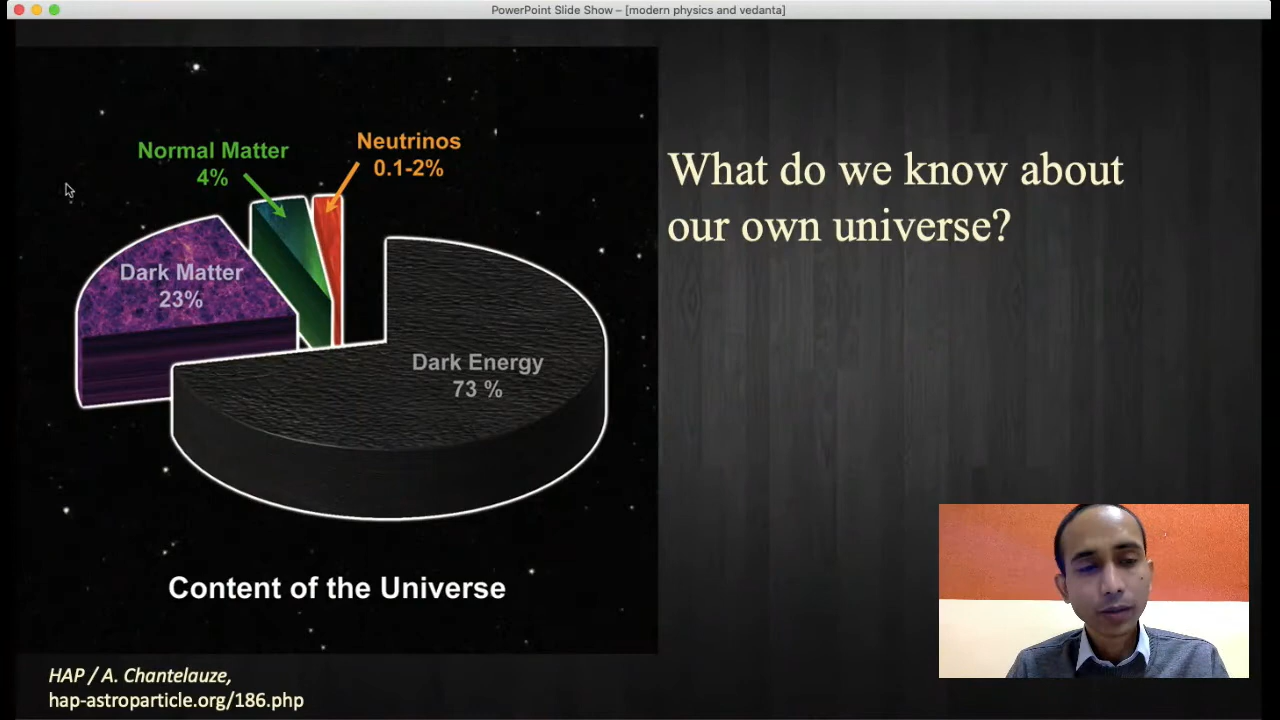 PowerPoint Slide Show – [modern physics and vedanta]
Normal Matter
4%
Neutrinos
0.1-2%
Dark Matter
23%
Dark Energy
73 %
Content of the Universe
HAP / A. Chantelauze,
hap-astroparticle.org/186.php
What do we know about
our own universe?